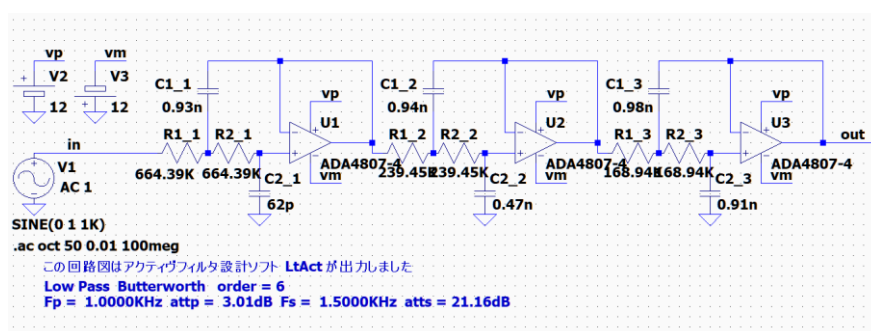 vp vm
V2 V3
12 12
C1_1 C1_2 C1_3
0.93n 0.94n 0.98n
vp vp vp
U1 U2 U3
in R1_1 R2_1 R1_2 R2_2 R1_3 R2_3 out
ADA4807-4 ADA4807-4 ADA4807-4
V1 664.39K 664.39K 239.45K 239.45K 168.94K 168.94K
vm vm vm
AC 1 C2_1 C2_2 C2_3
62p 0.47n 0.91n
SINE(0 1 1K)
.ac oct 50 0.01 100meg
この回路図はアクティヴフィルタ設計ソフト LtAct が出力しました
Low Pass Butterworth order = 6
Fp = 1.0000KHz attp = 3.01dB Fs = 1.5000KHz atts = 21.16dB